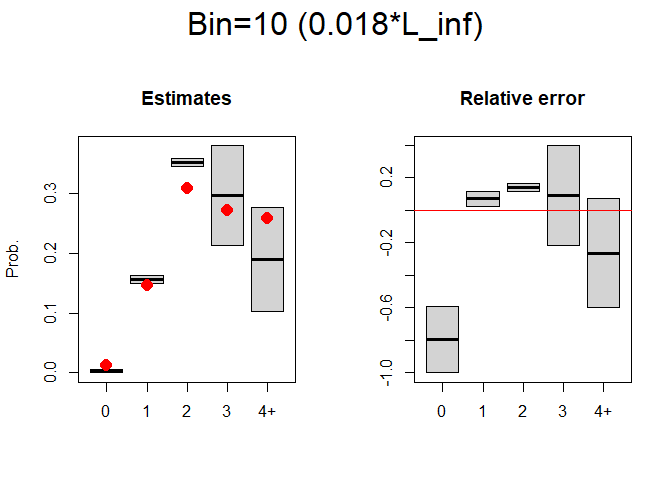 Bin=10 (0.018*L_inf)
Estimates
Prob.
0.0 0.1 0.2 0.3
0 1 2 3 4+
Relative error
-1.0 -0.6 -0.2 0.2
0 1 2 3 4+